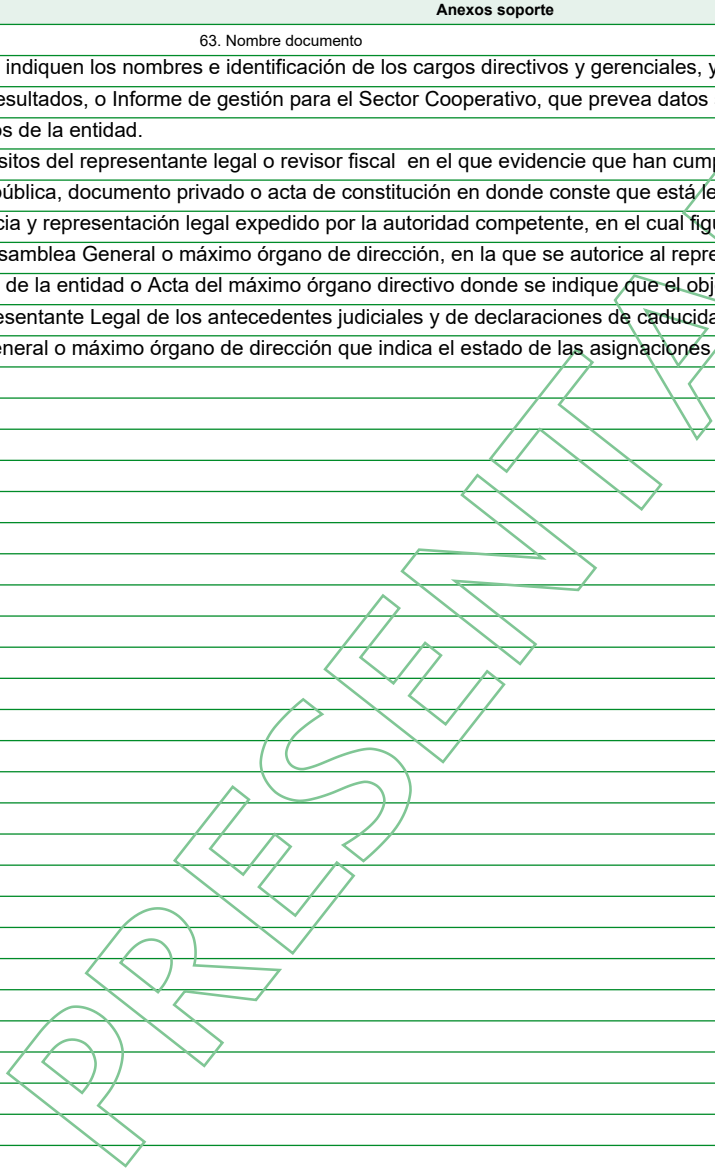 Anexos soporte
63. Nombre documento
indiquen los nombres e identificación de los cargos directivos y gerenciales, y
esultados, o Informe de gestión para el Sector Cooperativo, que prevea datos
os de la entidad.
sitos del representante legal o revisor fiscal en el que evidencie que han cump
pública, documento privado o acta de constitución en donde conste que está le
cia y representación legal expedido por la autoridad competente, en el cual figu
samblea General o máximo órgano de dirección, en la que se autorice al repre
de la entidad o Acta del máximo órgano directivo donde se indique que el obj
esentante Legal de los antecedentes judiciales y de declaraciones de caducida
eneral o máximo órgano de dirección que indica el estado de las asignaciones
PRESENTA